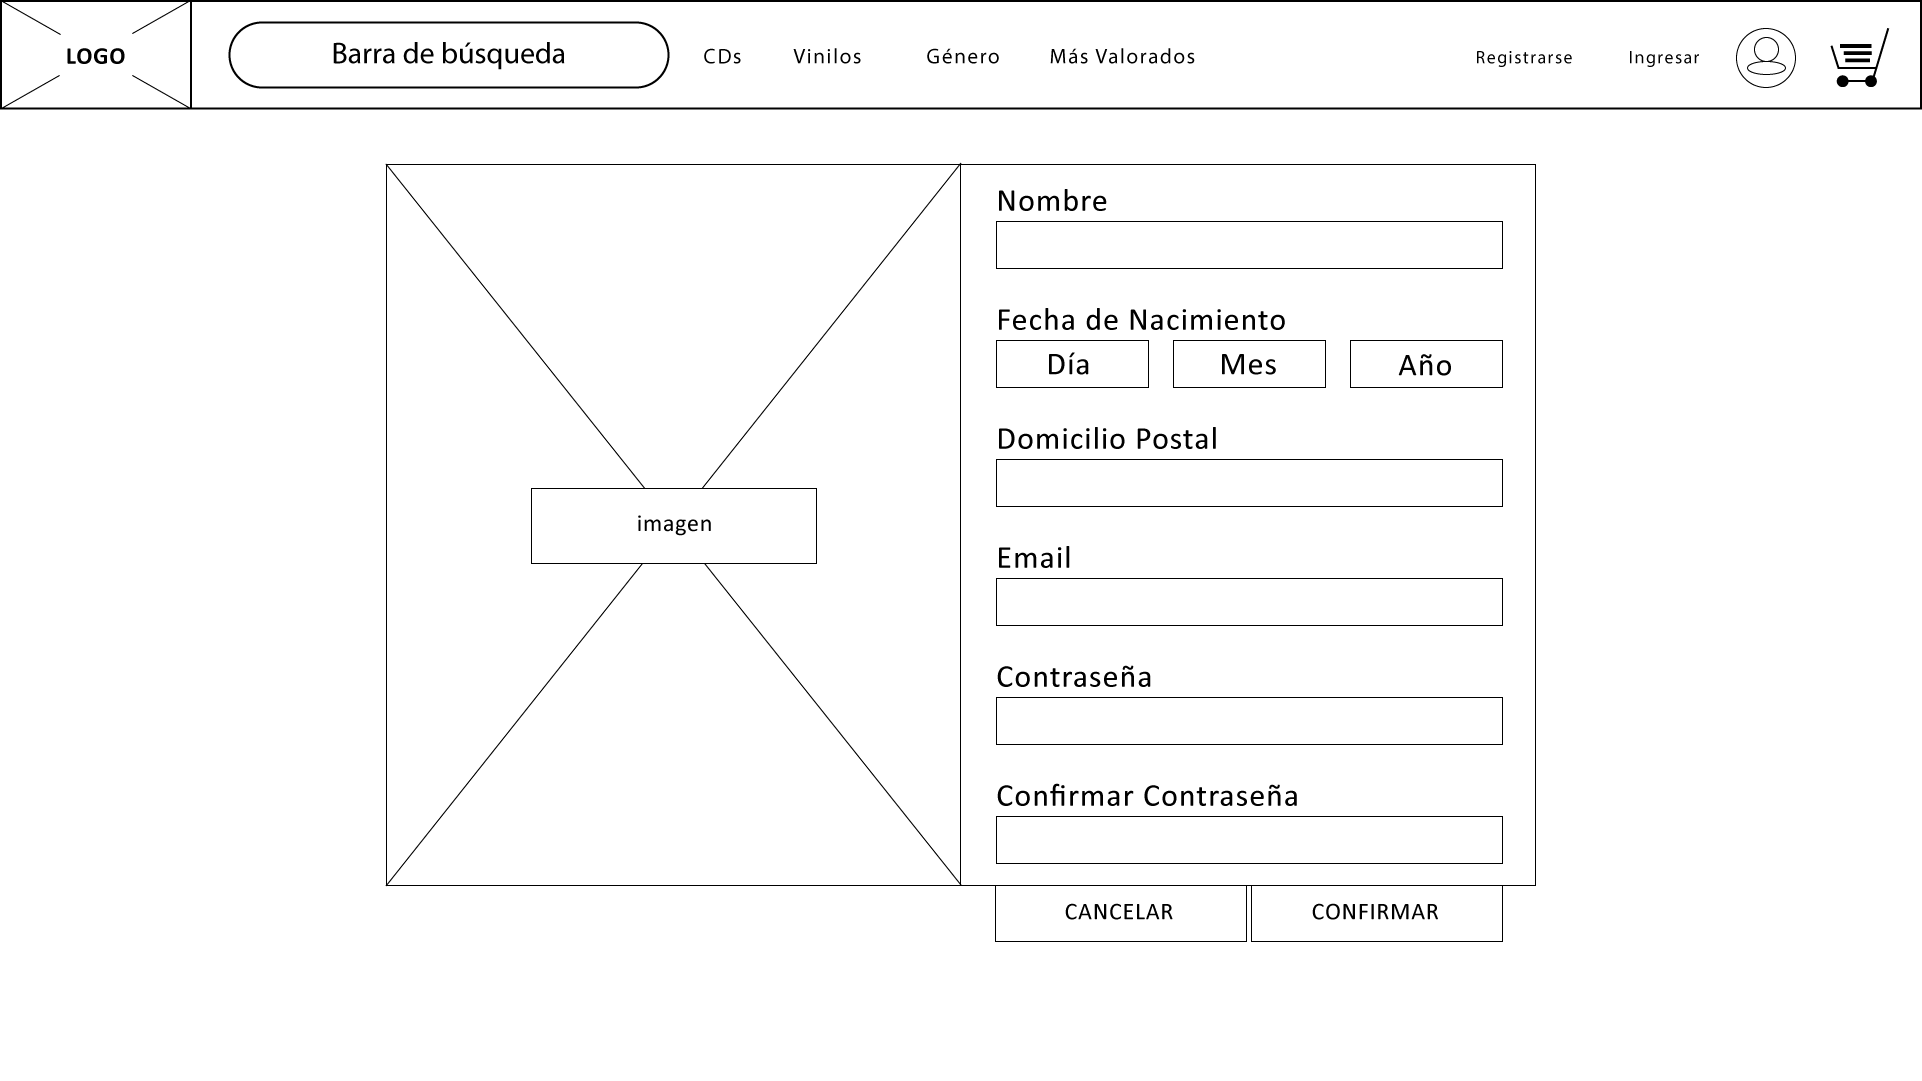 LOGO
Barra de búsqueda
CDs
Vinilos
Género
Más Valorados
Registrarse
Ingresar
imagen
Nombre
Fecha de Nacimiento
Día
Mes
Año
Domicilio Postal
Email
Contraseña
Confirmar Contraseña
CANCELAR
CONFIRMAR